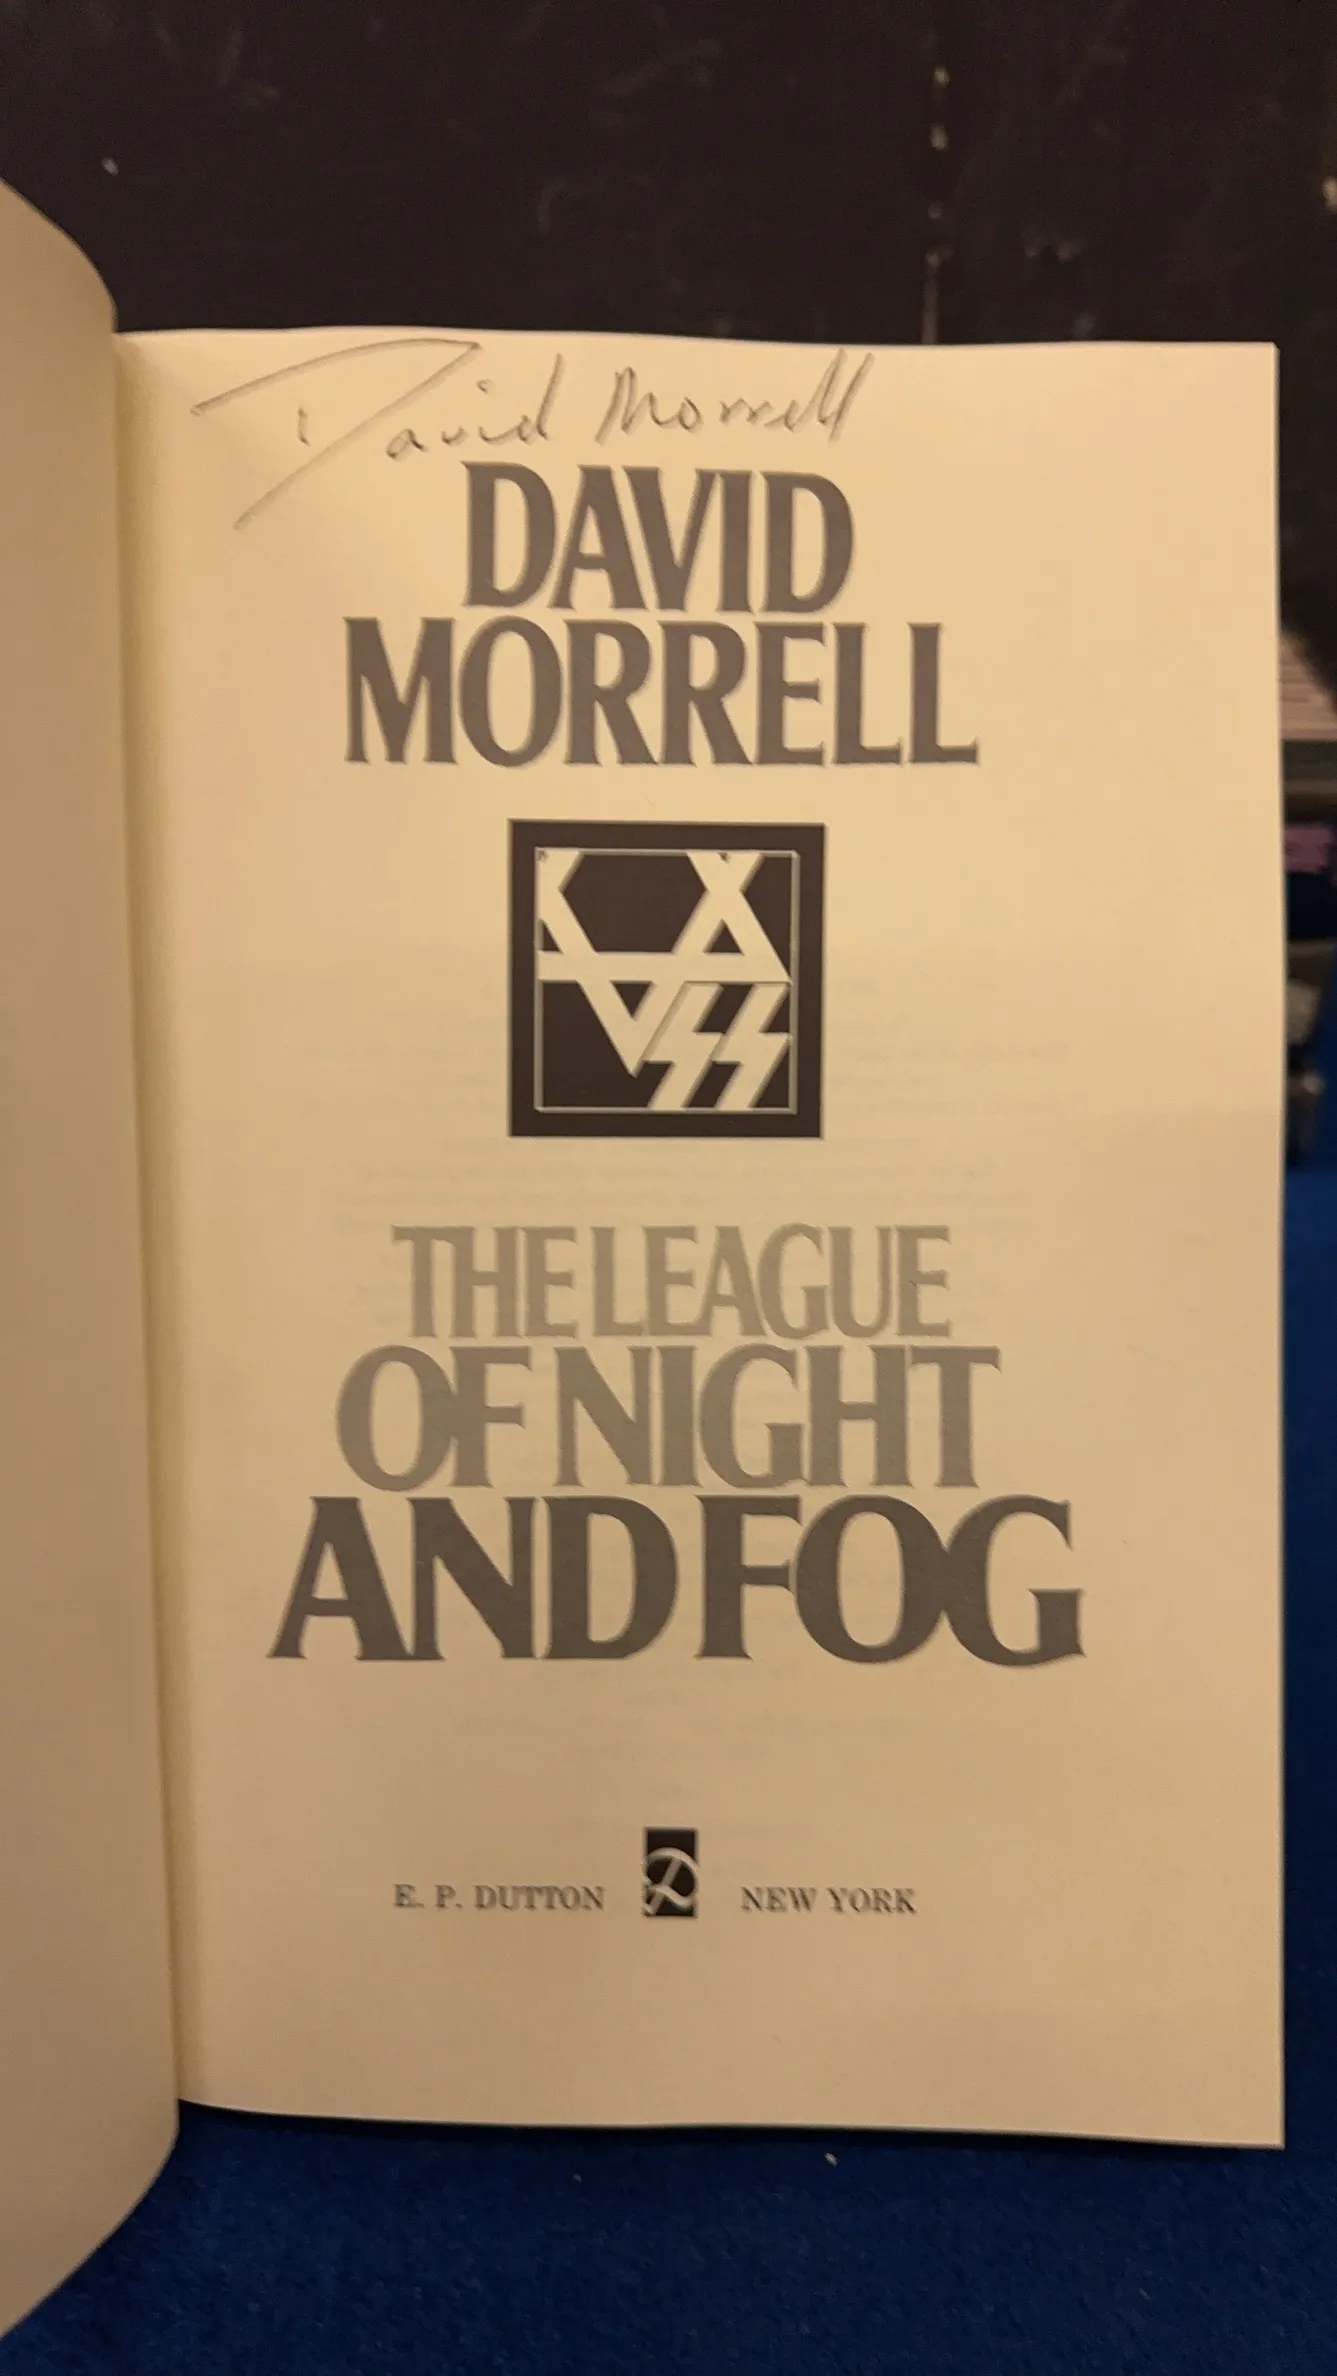 David Morrell
DAVID
MORRELL
THE LEAGUE
OF NIGHT
AND FOG
E. P. DUTTON D NEW YORK